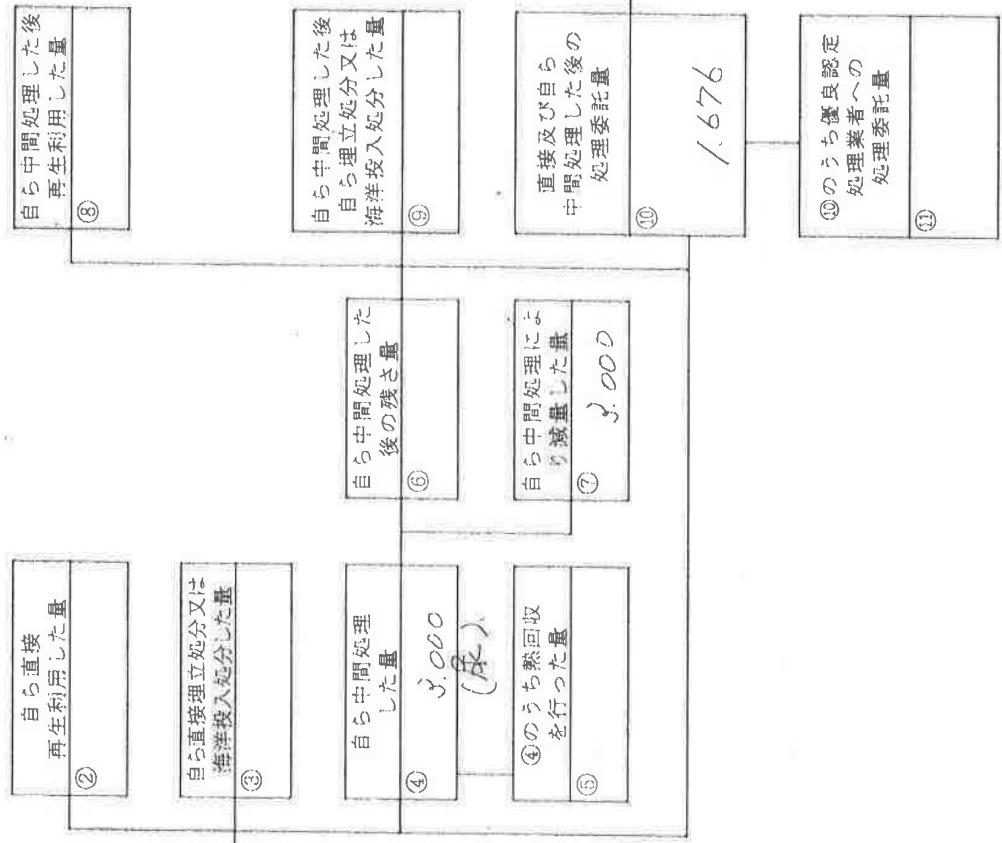 自ら直接
再生利用した量
②
自ら直接埋立処分又は
海洋投入処分した量
③
自ら中間処理
した量
④
3.000
(尿)
④のうち熱回収
を行った量
⑤
自ら中間処理した
後の残さ量
⑥
自ら中間処理によ
り減量した量
⑦
3.000
自ら中間処理した後
再生利用した量
⑧
自ら中間処理した後
自ら埋立処分又は
海洋投入処分した量
⑨
直接及び自ら
中間処理した後の
処理委託量
⑩
1.676
⑩のうち優良認定
処理業者への
処理委託量
⑪